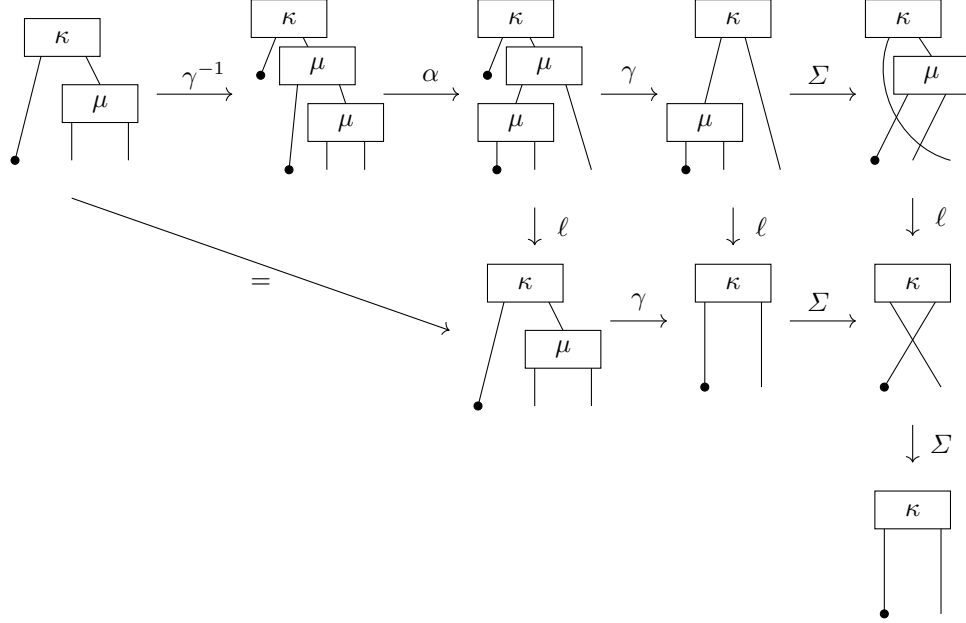 κ κ κ κ κ
μ γ⁻¹ μ α μ γ Σ μ
μ μ μ
ℓ ℓ ℓ
= κ γ κ Σ κ
μ
Σ
κ